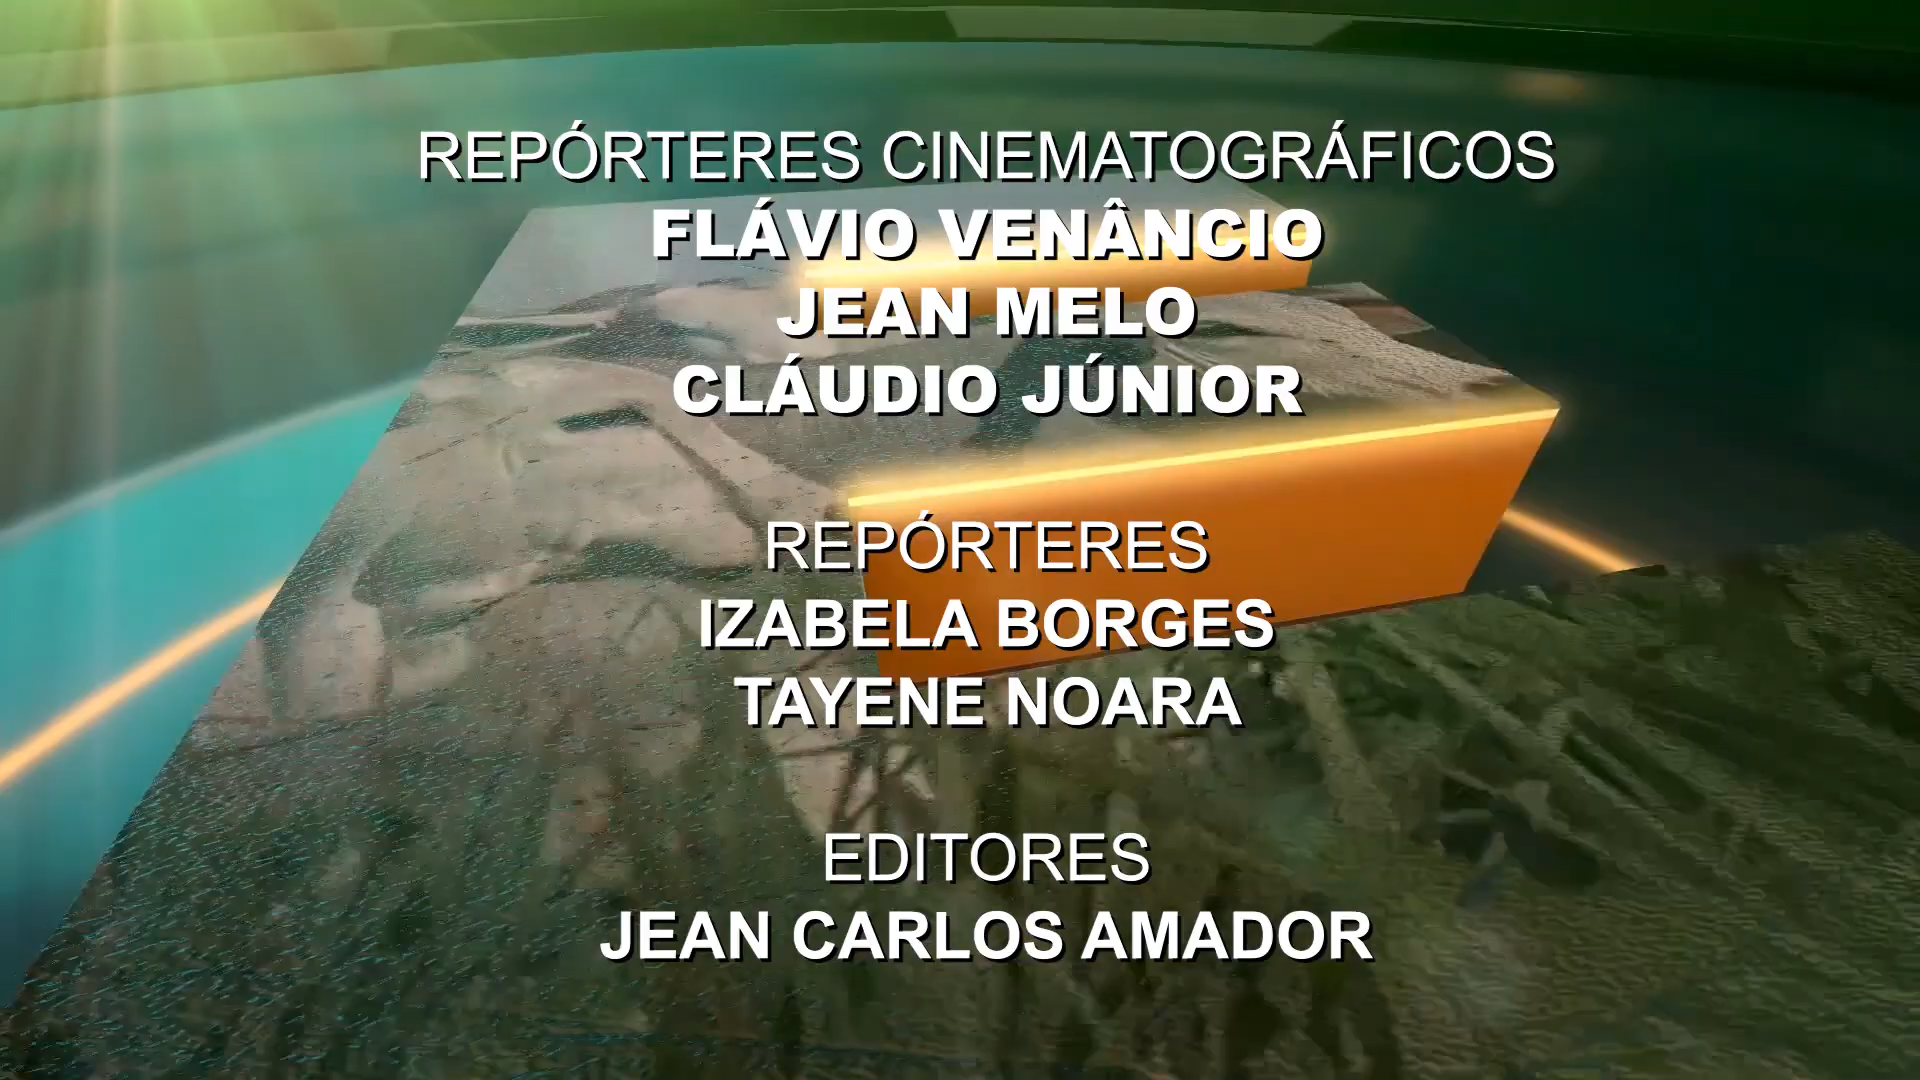 REPÓRTERES CINEMATOGRÁFICOS
FLÁVIO VENÂNCIO
JEAN MELO
CLÁUDIO JÚNIOR
REPÓRTERES
IZABELA BORGES
TAYENE NOARA
EDITORES
JEAN CARLOS AMADOR